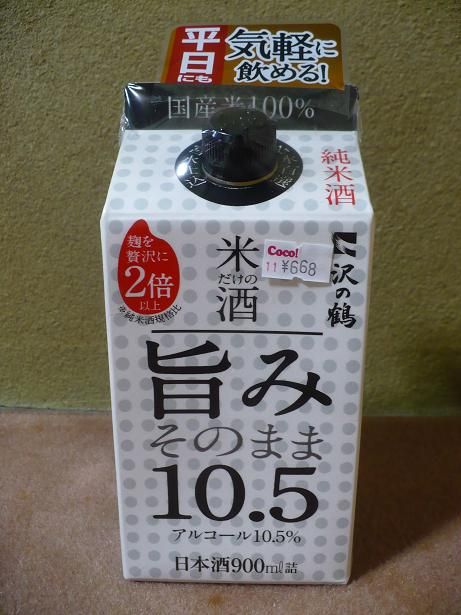 平日
にも
気軽に
飲める!
国産米100%
純米酒
麹を
贅沢に
2倍
以上
※純米酒規格比
米
だけの
酒
Coco!
11 ¥668
沢の鶴
旨み
そのまま
10.5
アルコール10.5%
日本酒900ml詰